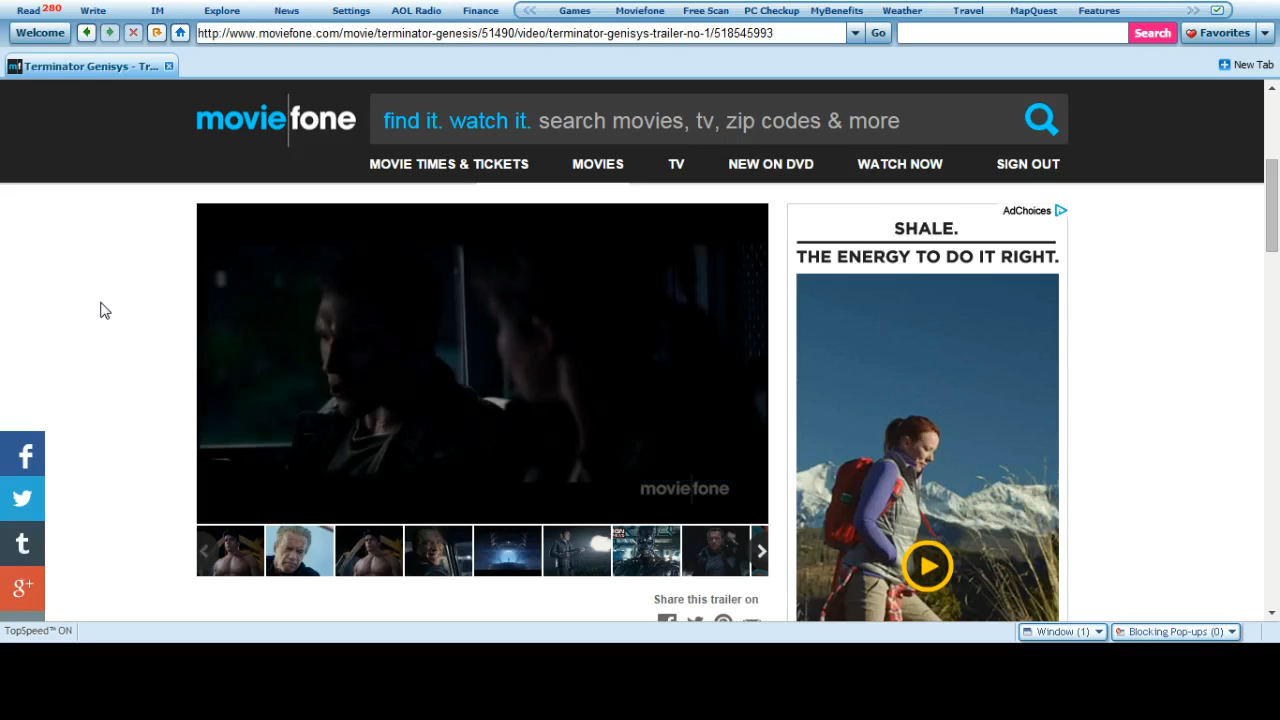 Read 280 Write IM Explore News Settings AOL Radio Finance Games Moviefone Free Scan PC Checkup MyBenefits Weather Travel MapQuest Features
Welcome http://www.moviefone.com/movie/terminator-genesis/51490/video/terminator-genisys-trailer-no-1/518545993 Go Search Favorites
Terminator Genisys - Tr... New Tab
moviefone find it. watch it. search movies, tv, zip codes & more
MOVIE TIMES & TICKETS MOVIES TV NEW ON DVD WATCH NOW SIGN OUT
AdChoices
SHALE.
THE ENERGY TO DO IT RIGHT.
moviefone
Share this trailer on
TopSpeed™ ON Window (1) Blocking Pop-ups (0)